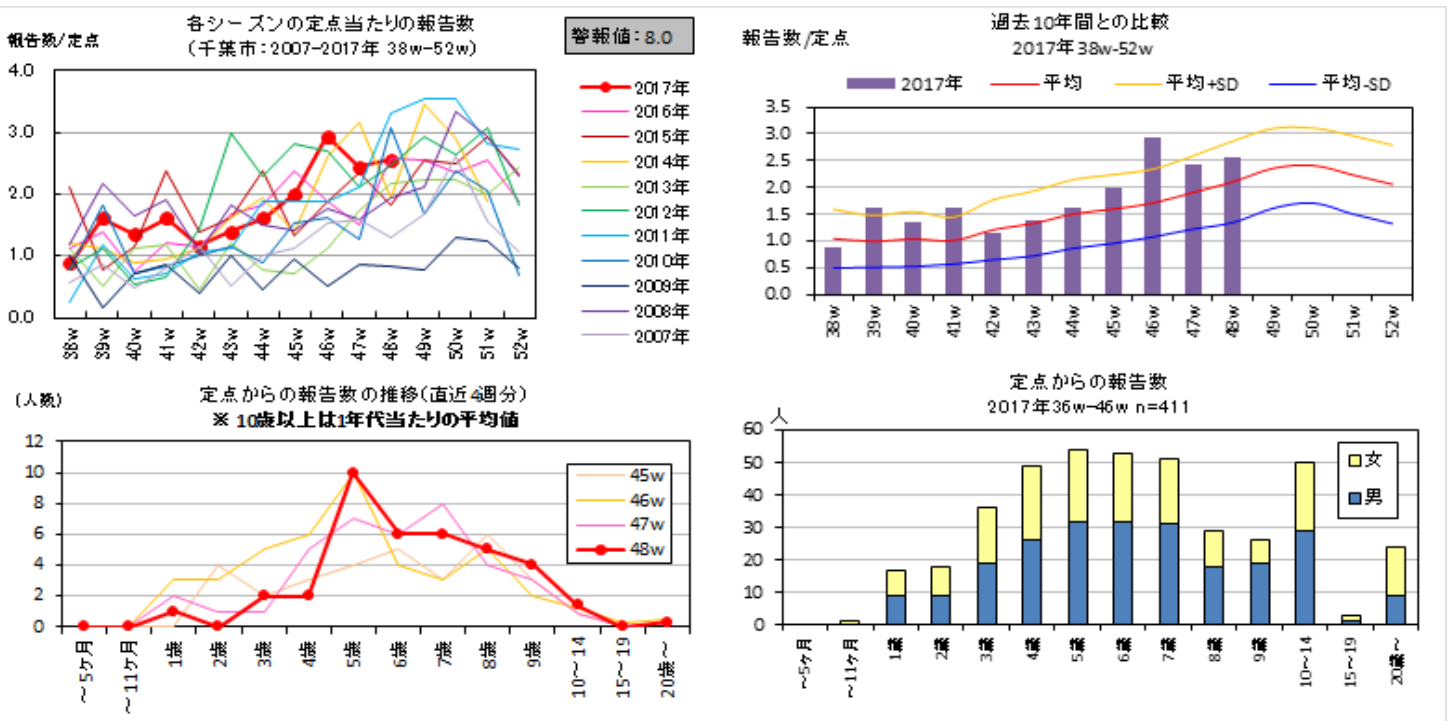 各シーズンの定点当たりの報告数
(千葉市:2007-2017年 38w-52w)
警報値:8.0
報告数/定点
4.0
3.0
2.0
1.0
0.0
38w
39w
40w
41w
42w
43w
44w
45w
46w
47w
48w
49w
50w
51w
52w
2017年
2016年
2015年
2014年
2013年
2012年
2011年
2010年
2009年
2008年
2007年
過去10年間との比較
2017年 38w-52w
報告数/定点
2017年
平均
平均+SD
平均-SD
3.5
3.0
2.5
2.0
1.5
1.0
0.5
0.0
38w
39w
40w
41w
42w
43w
44w
45w
46w
47w
48w
49w
50w
51w
52w
定点からの報告数の推移(直近4週分)
※ 10歳以上は1年代当たりの平均値
(人数)
12
10
8
6
4
2
0
45w
46w
47w
48w
~5ヶ月
~11ヶ月
1歳
2歳
3歳
4歳
5歳
6歳
7歳
8歳
9歳
10~14
15~19
20歳~
定点からの報告数
2017年36w-46w n=411
人
60
50
40
30
20
10
0
女
男
~5ヶ月
~11ヶ月
1歳
2歳
3歳
4歳
5歳
6歳
7歳
8歳
9歳
10~14
15~19
20歳~